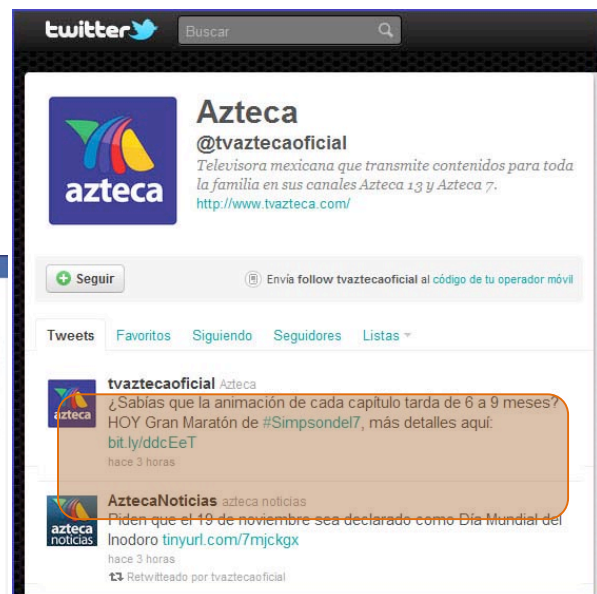 twitter
Buscar
Azteca
@tvaztecaoficial
Televisora mexicana que transmite contenidos para toda
la familia en sus canales Azteca 13 y Azteca 7.
http://www.tvazteca.com/
azteca
Seguir
Envía follow tvaztecaoficial al código de tu operador móvil
Tweets Favoritos Siguiendo Seguidores Listas
tvaztecaoficial Azteca
azteca
¿Sabías que la animación de cada capítulo tarda de 6 a 9 meses?
HOY Gran Maratón de #Simpsondel7, más detalles aquí:
bit.ly/ddcEeT
hace 3 horas
AztecaNoticias azteca noticias
azteca
noticias
Piden que el 19 de noviembre sea declarado como Día Mundial del
Inodoro tinyurl.com/7mjckgx
hace 3 horas
Retwitteado por tvaztecaoficial